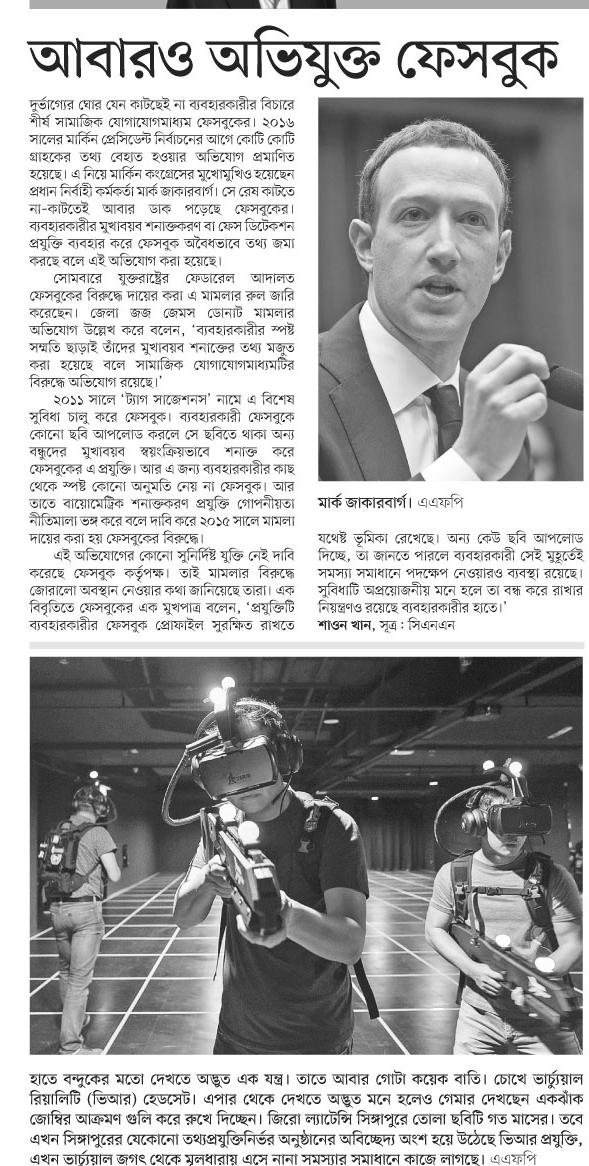 আবারও অভিযুক্ত ফেসবুক
দুর্ভাগ্যের ঘোর যেন কাটছেই না ব্যবহারকারীর বিচারে
শীর্ষ সামাজিক যোগাযোগমাধ্যম ফেসবুকের। ২০১৬
সালের মার্কিন প্রেসিডেন্ট নির্বাচনের আগে কোটি কোটি
গ্রাহকের তথ্য বেহাত হওয়ার অভিযোগ প্রমাণিত
হয়েছে। এ নিয়ে মার্কিন কংগ্রেসের মুখোমুখিও হয়েছেন
প্রধান নির্বাহী কর্মকর্তা মার্ক জাকারবার্গ। সে রেষ কাটতে
না-কাটতেই আবার ডাক পড়েছে ফেসবুকের।
ব্যবহারকারীর মুখাবয়ব শনাক্তকরণ বা ফেস ডিটেকশন
প্রযুক্তি ব্যবহার করে ফেসবুক অবৈধভাবে তথ্য জমা
করছে বলে এই অভিযোগ করা হয়েছে।
সোমবারে যুক্তরাষ্ট্রের ফেডারেল আদালত
ফেসবুকের বিরুদ্ধে দায়ের করা এ মামলার রুল জারি
করেছেন। জেলা জজ জেমস ডোনাট মামলার
অভিযোগ উল্লেখ করে বলেন, ‘ব্যবহারকারীর স্পষ্ট
সম্মতি ছাড়াই তাঁদের মুখাবয়ব শনাক্তের তথ্য মজুত
করা হয়েছে বলে সামাজিক যোগাযোগমাধ্যমটির
বিরুদ্ধে অভিযোগ রয়েছে।’
২০১১ সালে ‘ট্যাগ সাজেশনস’ নামে এ বিশেষ
সুবিধা চালু করে ফেসবুক। ব্যবহারকারী ফেসবুকে
কোনো ছবি আপলোড করলে সে ছবিতে থাকা অন্য
বন্ধুদের মুখাবয়ব স্বয়ংক্রিয়ভাবে শনাক্ত করে
ফেসবুকের এ প্রযুক্তি। আর এ জন্য ব্যবহারকারীর কাছ
থেকে স্পষ্ট কোনো অনুমতি নেয় না ফেসবুক। আর
তাতে বায়োমেট্রিক শনাক্তকরণ প্রযুক্তি গোপনীয়তা
নীতিমালা ভঙ্গ করে বলে দাবি করে ২০১৫ সালে মামলা
দায়ের করা হয় ফেসবুকের বিরুদ্ধে।
এই অভিযোগের কোনো সুনির্দিষ্ট যুক্তি নেই দাবি
করেছে ফেসবুক কর্তৃপক্ষ। তাই মামলার বিরুদ্ধে
জোরালো অবস্থান নেওয়ার কথা জানিয়েছে তারা। এক
বিবৃতিতে ফেসবুকের এক মুখপাত্র বলেন, ‘প্রযুক্তিটি
ব্যবহারকারীর ফেসবুক প্রোফাইল সুরক্ষিত রাখতে
মার্ক জাকারবার্গ। এএফপি
যথেষ্ট ভূমিকা রেখেছে। অন্য কেউ ছবি আপলোড
দিচ্ছে, তা জানতে পারলে ব্যবহারকারী সেই মুহূর্তেই
সমস্যা সমাধানে পদক্ষেপ নেওয়ারও ব্যবস্থা রয়েছে।
সুবিধাটি অপ্রয়োজনীয় মনে হলে তা বন্ধ করে রাখার
নিয়ন্ত্রণও রয়েছে ব্যবহারকারীর হাতে।’
শাওন খান, সূত্র : সিএনএন
হাতে বন্দুকের মতো দেখতে অদ্ভুত এক যন্ত্র। তাতে আবার গোটা কয়েক বাতি। চোখে ভার্চ্যুয়াল
রিয়ালিটি (ভিআর) হেডসেট। এপার থেকে দেখতে অদ্ভুত মনে হলেও গেমার দেখছেন একঝাঁক
জোম্বির আক্রমণ গুলি করে রুখে দিচ্ছেন। জিরো ল্যাটেন্সি সিঙ্গাপুরে তোলা ছবিটি গত মাসের। তবে
এখন সিঙ্গাপুরের যেকোনো তথ্যপ্রযুক্তিনির্ভর অনুষ্ঠানের অবিচ্ছেদ্য অংশ হয়ে উঠেছে ভিআর প্রযুক্তি,
এখন ভার্চ্যুয়াল জগৎ থেকে মূলধারায় এসে নানা সমস্যার সমাধানে কাজে লাগছে। এএফপি